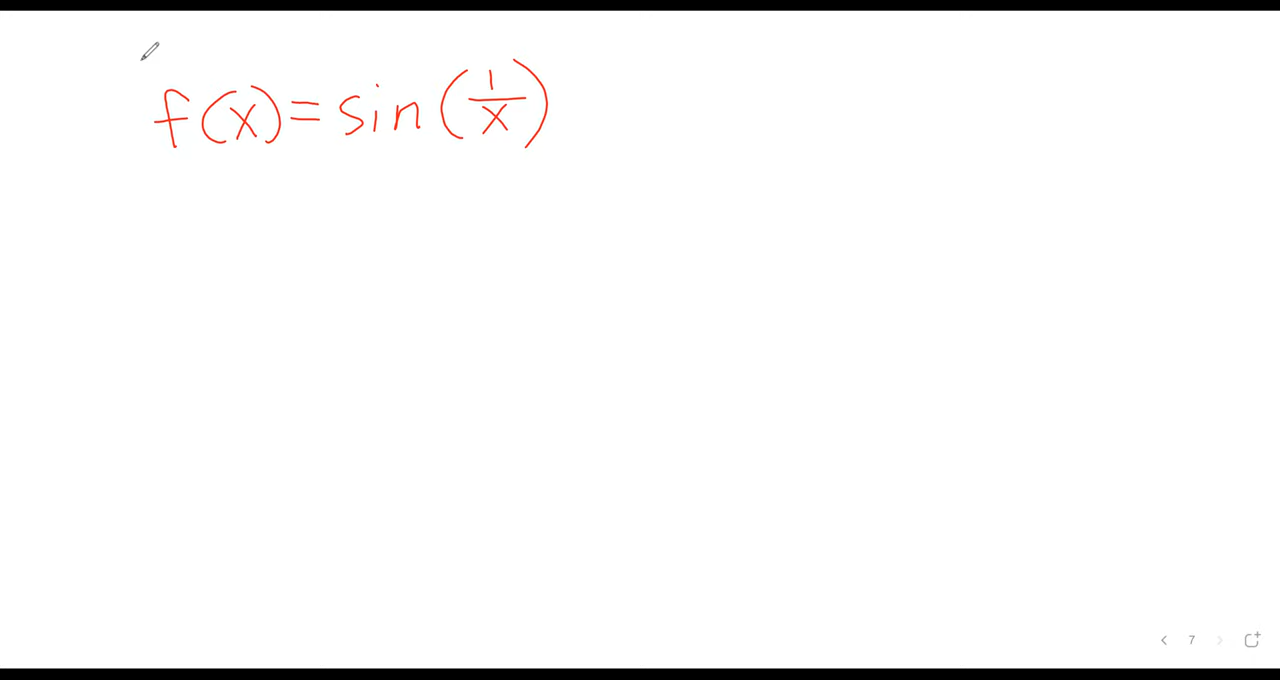 f(x) = sin(1/x)
7